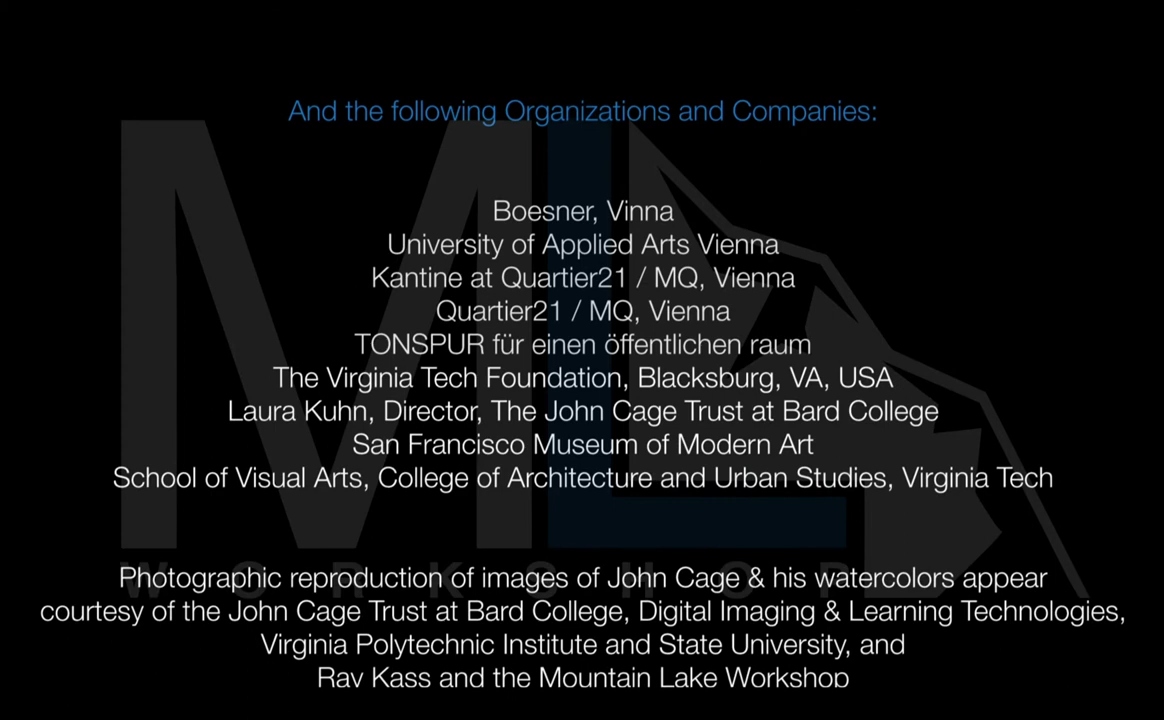 And the following Organizations and Companies:
Boesner, Vinna
University of Applied Arts Vienna
Kantine at Quartier21 / MQ, Vienna
Quartier21 / MQ, Vienna
TONSPUR für einen öffentlichen raum
The Virginia Tech Foundation, Blacksburg, VA, USA
Laura Kuhn, Director, The John Cage Trust at Bard College
San Francisco Museum of Modern Art
School of Visual Arts, College of Architecture and Urban Studies, Virginia Tech
ML
WORKSHOP
Photographic reproduction of images of John Cage & his watercolors appear
courtesy of the John Cage Trust at Bard College, Digital Imaging & Learning Technologies,
Virginia Polytechnic Institute and State University, and
Ray Kass and the Mountain Lake Workshop